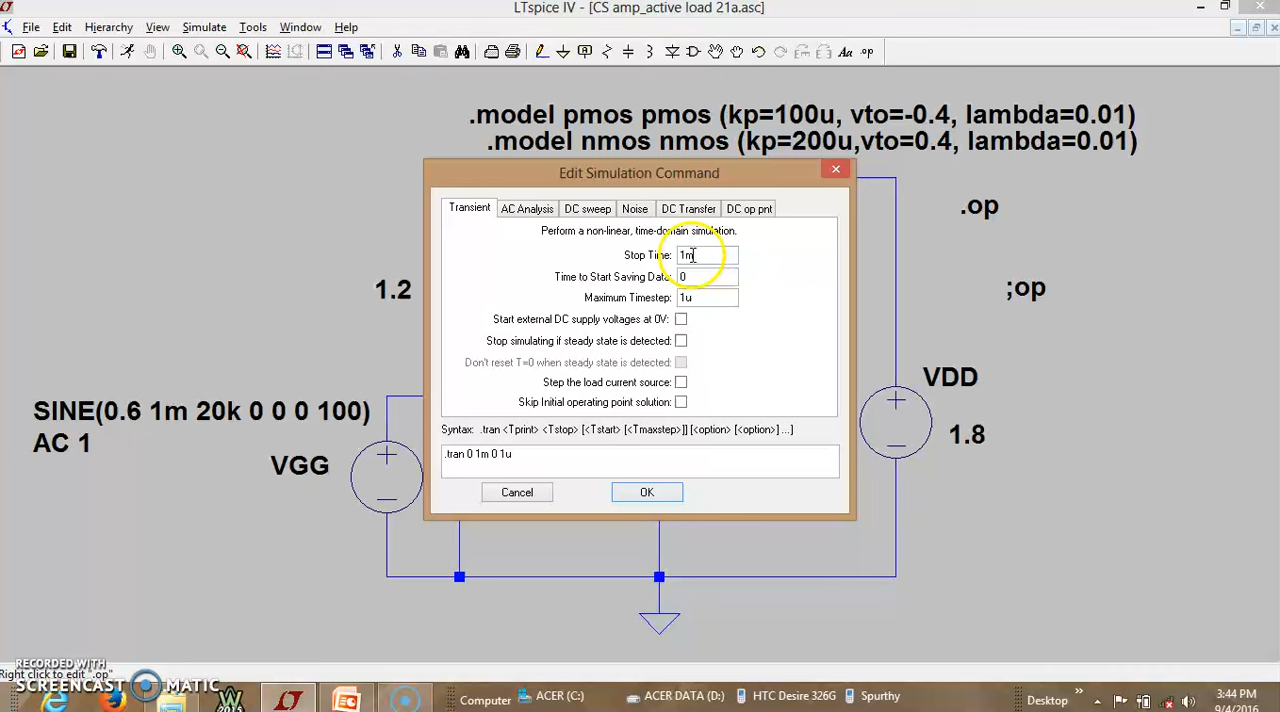 LTspice IV - [CS amp_active load 21a.asc]
File Edit Hierarchy View Simulate Tools Window Help
.op
.model pmos pmos (kp=100u, vto=-0.4, lambda=0.01)
.model nmos nmos (kp=200u,vto=0.4, lambda=0.01)
Edit Simulation Command
Transient AC Analysis DC sweep Noise DC Transfer DC op pnt
Perform a non-linear, time-domain simulation.
Stop Time: 1m
Time to Start Saving Data: 0
Maximum Timestep: 1u
Start external DC supply voltages at 0V:
Stop simulating if steady state is detected:
Don't reset T=0 when steady state is detected:
Step the load current source:
Skip Initial operating point solution:
Syntax: .tran <Tprint> <Tstop> [<Tstart> [<Tmaxstep>]] [<option> [<option>] ...]
.tran 0 1m 0 1u
Cancel OK
.op
;op
1.2
SINE(0.6 1m 20k 0 0 0 100)
AC 1
VGG
VDD
1.8
Right click to edit ".op"
RECORDED WITH
SCREENCAST MATIC
Computer ACER (C:) ACER DATA (D:) HTC Desire 326G Spurthy
Desktop
3:44 PM
9/4/2016